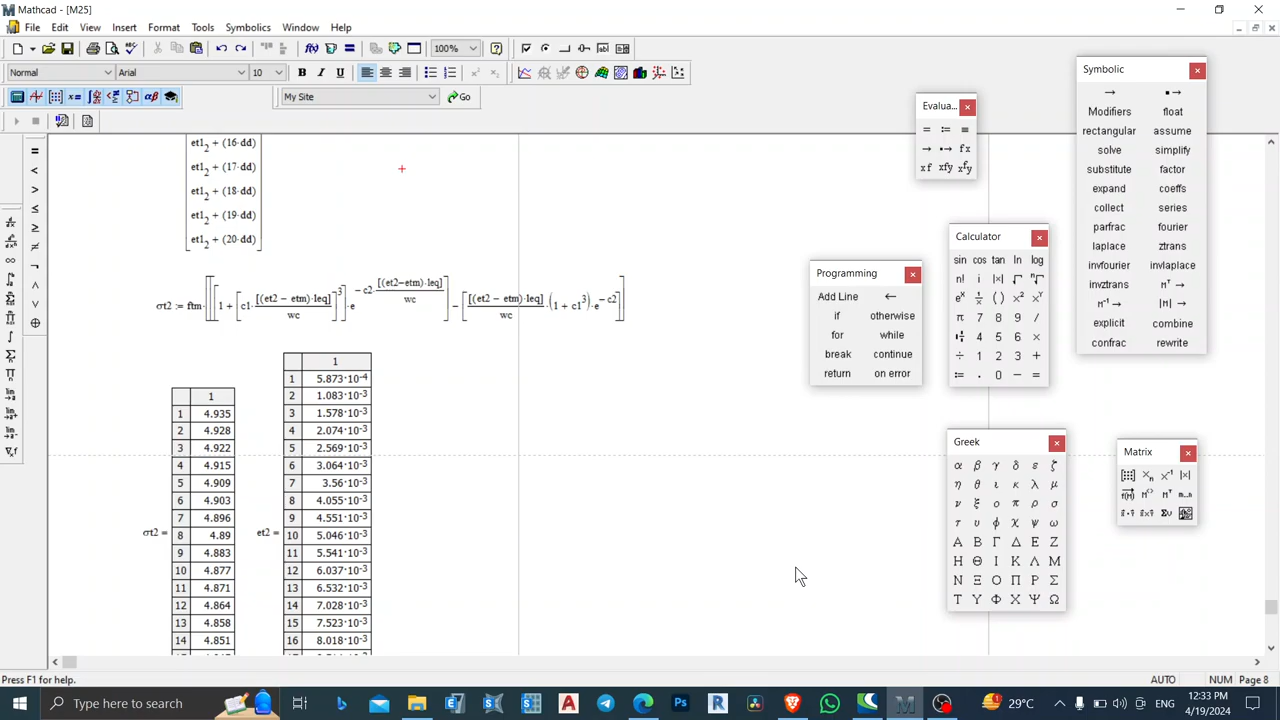 Mathcad - [M25]
File Edit View Insert Format Tools Symbolics Window Help
100%
Normal Arial 10 B I U
My Site Go
et1₂ + (16·dd)
et1₂ + (17·dd)
et1₂ + (18·dd)
et1₂ + (19·dd)
et1₂ + (20·dd)
σt2 := ftm·[[[1 + [c1·[(et2 − etm)·leq]/wc]³]·e^(−c2·[(et2−etm)·leq]/wc)] − [[(et2 − etm)·leq]/wc·(1 + c1³)·e^(−c2)]]
σt2 =
1
1 4.935
2 4.928
3 4.922
4 4.915
5 4.909
6 4.903
7 4.896
8 4.89
9 4.883
10 4.877
11 4.871
12 4.864
13 4.858
14 4.851
et2 =
1
1 5.873·10⁻⁴
2 1.083·10⁻³
3 1.578·10⁻³
4 2.074·10⁻³
5 2.569·10⁻³
6 3.064·10⁻³
7 3.56·10⁻³
8 4.055·10⁻³
9 4.551·10⁻³
10 5.046·10⁻³
11 5.541·10⁻³
12 6.037·10⁻³
13 6.532·10⁻³
14 7.028·10⁻³
15 7.523·10⁻³
16 8.018·10⁻³
Evalua...
= := ≡
→ •→ fx
xf xfy xfy
Programming
Add Line ←
if otherwise
for while
break continue
return on error
Calculator
sin cos tan ln log
n! i |×| √ ⁿ√
eˣ 1/x ( ) x² xʸ
π 7 8 9 /
4 5 6 ×
÷ 1 2 3 +
:= . 0 − =
Symbolic
→ •→
Modifiers float
rectangular assume
solve simplify
substitute factor
expand coeffs
collect series
parfrac fourier
laplace ztrans
invfourier invlaplace
invztrans Mᵀ →
M⁻¹ → |M| →
explicit combine
confrac rewrite
Greek
α β γ δ ε ζ
η θ ι κ λ μ
ν ξ ο π ρ σ
τ υ φ χ ψ ω
Α Β Γ Δ Ε Ζ
Η Θ Ι Κ Λ Μ
Ν Ξ Ο Π Ρ Σ
Τ Υ Φ Χ Ψ Ω
Matrix
Press F1 for help. AUTO NUM Page 8
Type here to search
29°C ENG 12:33 PM
4/19/2024